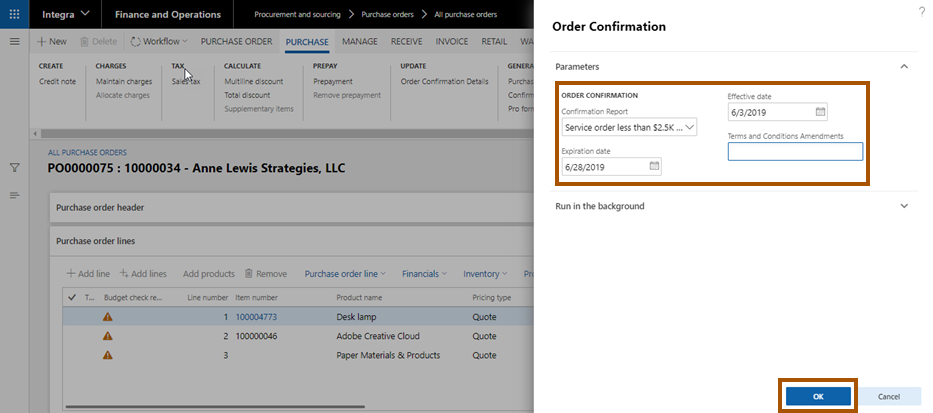 Integra
Finance and Operations
Procurement and sourcing > Purchase orders > All purchase orders
?
+ New Delete Workflow PURCHASE ORDER PURCHASE MANAGE RECEIVE INVOICE RETAIL WA
CREATE CHARGES TAX CALCULATE PREPAY UPDATE GENERA
Credit note Maintain charges Sales tax Multiline discount Prepayment Order Confirmation Details Purchase
Allocate charges Total discount Remove prepayment Confirm
Supplementary items Pro form
ALL PURCHASE ORDERS
PO0000075 : 10000034 - Anne Lewis Strategies, LLC
Purchase order header
Purchase order lines
+ Add line Add lines Add products Remove Purchase order line Financials Inventory Pr
T... Budget check re... Line number Item number Product name Pricing type
1 100004773 Desk lamp Quote
2 100000046 Adobe Creative Cloud Quote
3 Paper Materials & Products Quote
Order Confirmation
Parameters
ORDER CONFIRMATION
Confirmation Report
Service order less than $2.5K ...
Expiration date
6/28/2019
Effective date
6/3/2019
Terms and Conditions Amendments
Run in the background
OK Cancel